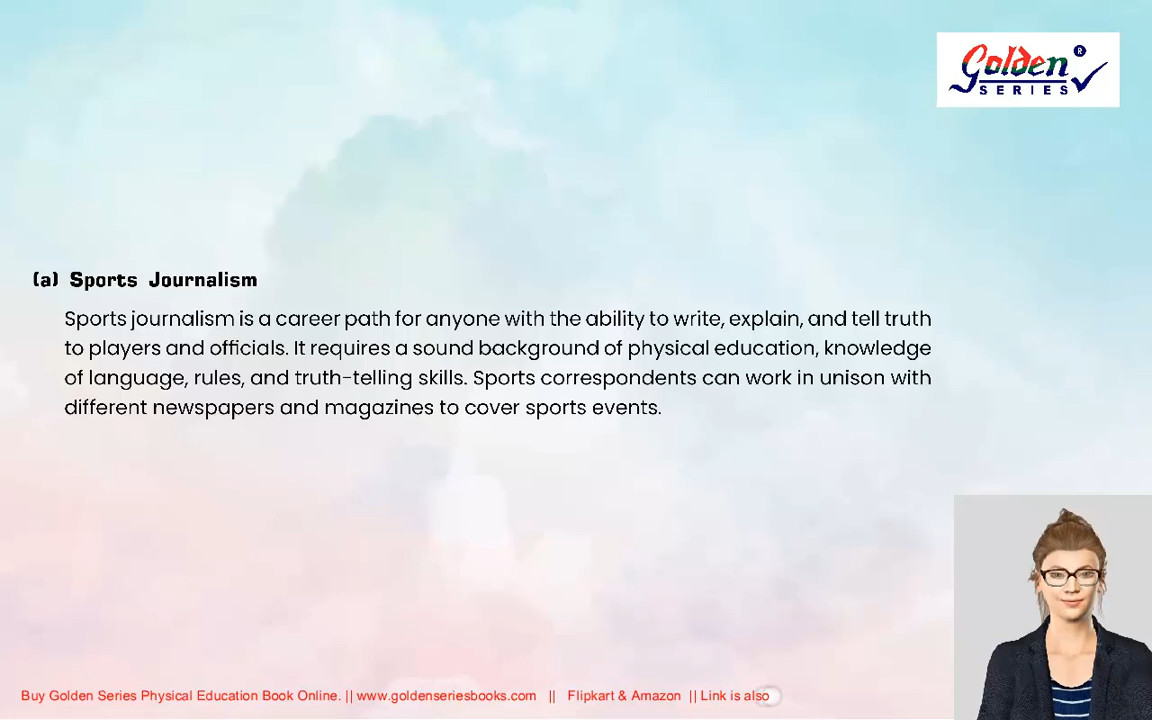 Golden ®
SERIES
(a) Sports Journalism
Sports journalism is a career path for anyone with the ability to write, explain, and tell truth
to players and officials. It requires a sound background of physical education, knowledge
of language, rules, and truth-telling skills. Sports correspondents can work in unison with
different newspapers and magazines to cover sports events.
Buy Golden Series Physical Education Book Online. || www.goldenseriesbooks.com || Flipkart & Amazon || Link is also